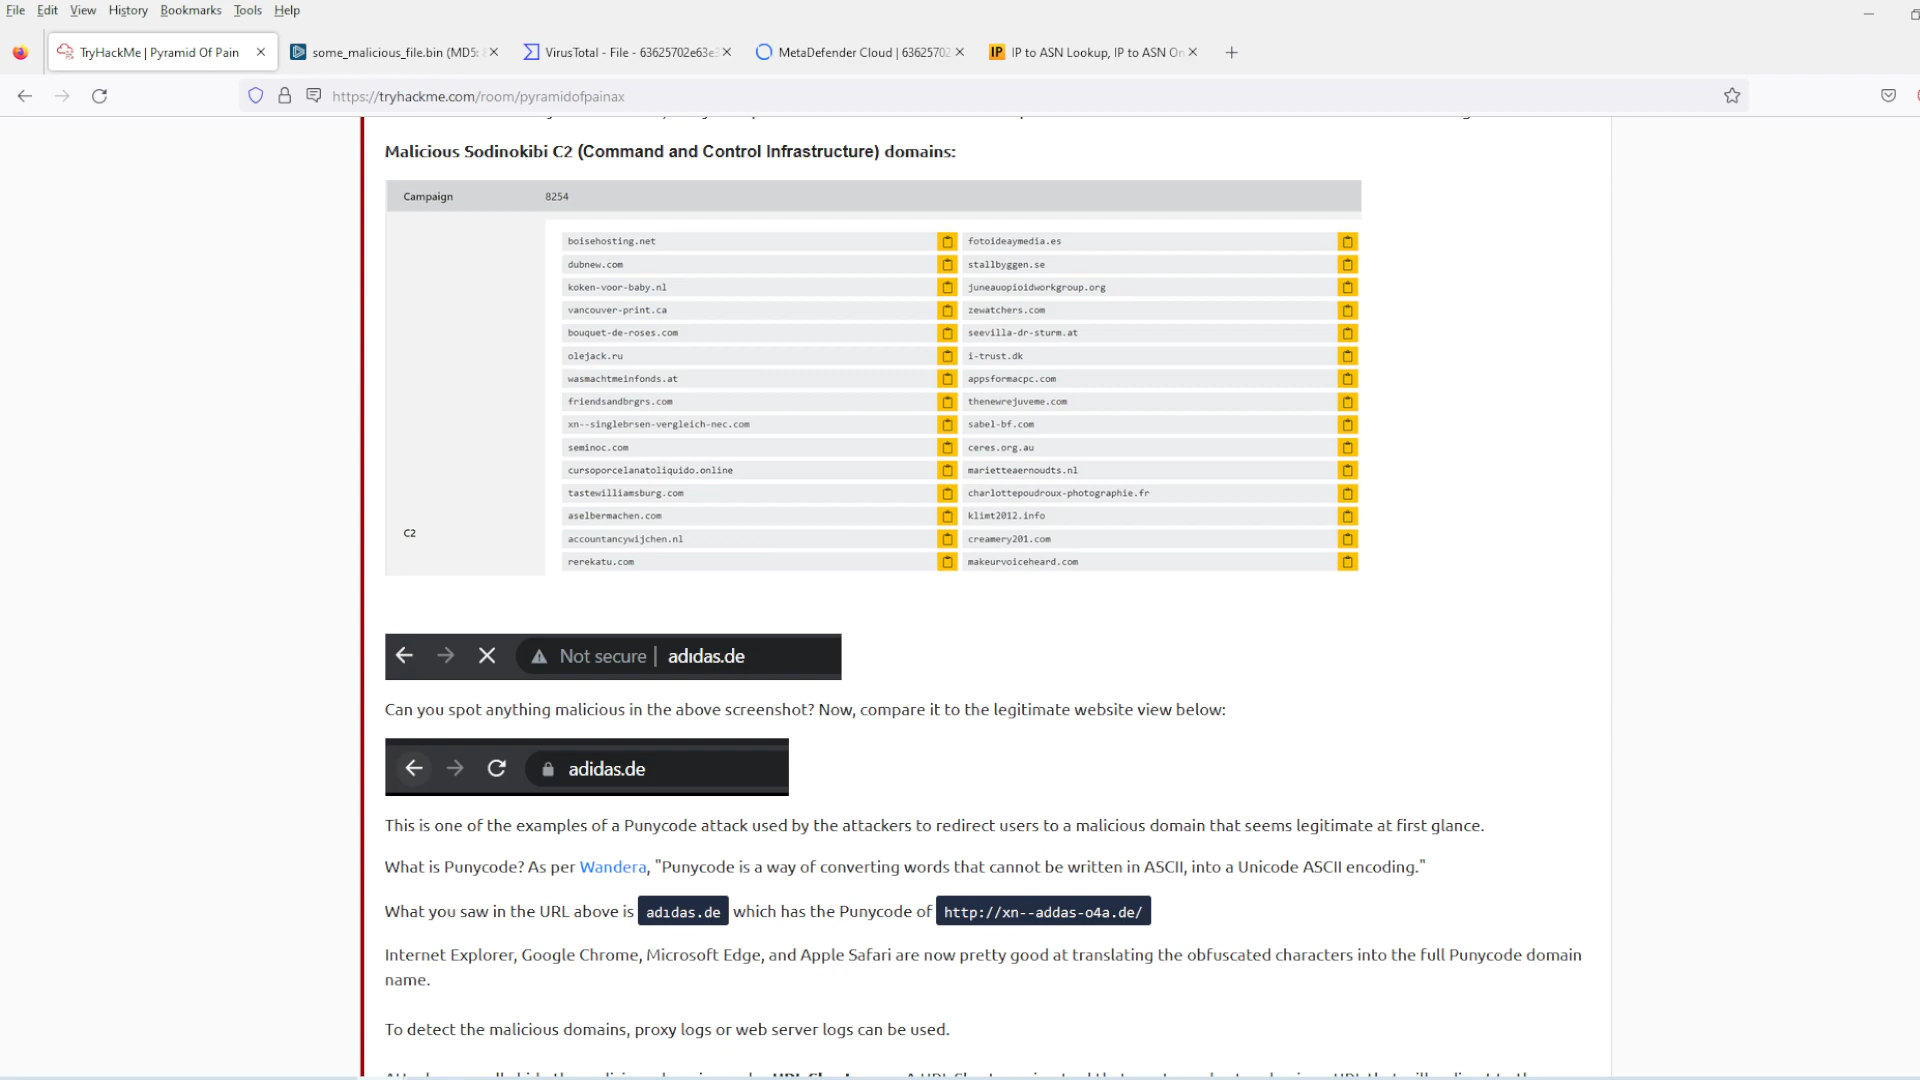 File Edit View History Bookmarks Tools Help
TryHackMe | Pyramid Of Pain
some_malicious_file.bin (MD5:
VirusTotal - File - 63625702e63e
MetaDefender Cloud | 63625702
IP IP to ASN Lookup, IP to ASN On
https://tryhackme.com/room/pyramidofpainax
Malicious Sodinokibi C2 (Command and Control Infrastructure) domains:
Campaign 8254
boisehosting.net fotoideaymedia.es
dubnew.com stallbyggen.se
koken-voor-baby.nl juneauopioidworkgroup.org
vancouver-print.ca zewatchers.com
bouquet-de-roses.com seevilla-dr-sturm.at
olejack.ru i-trust.dk
wasmachtmeinfonds.at appsformacpc.com
friendsandbrgrs.com thenewrejuveme.com
xn--singlebrsen-vergleich-nec.com sabel-bf.com
seminoc.com ceres.org.au
cursoporcelanatoliquido.online marietteaernoudts.nl
tastewilliamsburg.com charlottepoudroux-photographie.fr
aselbermachen.com klimt2012.info
C2
accountancywijchen.nl creamery201.com
rerekatu.com makeurvoiceheard.com
Not secure | adıdas.de
Can you spot anything malicious in the above screenshot? Now, compare it to the legitimate website view below:
adidas.de
This is one of the examples of a Punycode attack used by the attackers to redirect users to a malicious domain that seems legitimate at first glance.
What is Punycode? As per Wandera, "Punycode is a way of converting words that cannot be written in ASCII, into a Unicode ASCII encoding."
What you saw in the URL above is adıdas.de which has the Punycode of http://xn--addas-o4a.de/
Internet Explorer, Google Chrome, Microsoft Edge, and Apple Safari are now pretty good at translating the obfuscated characters into the full Punycode domain
name.
To detect the malicious domains, proxy logs or web server logs can be used.